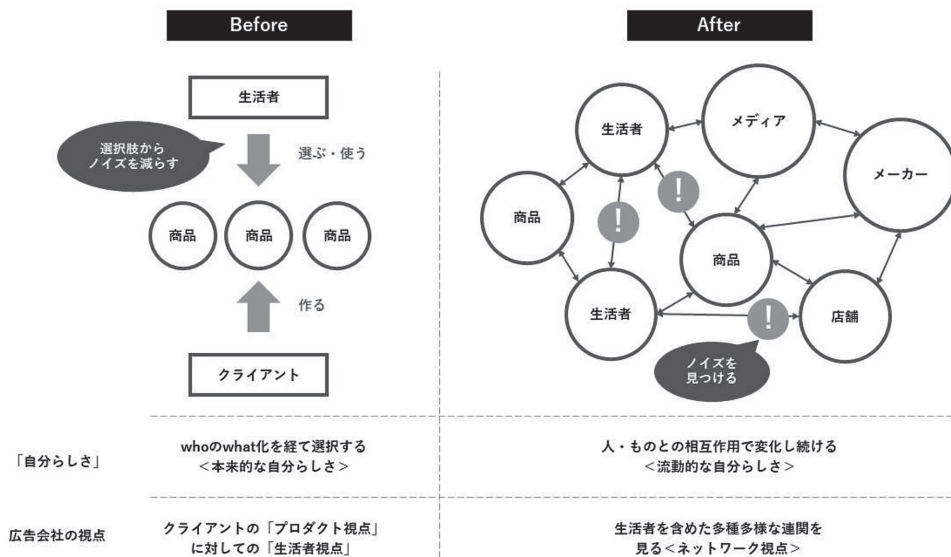 Before
生活者
選択肢から
ノイズを減らす
選ぶ・使う
商品
商品
商品
作る
クライアント
After
生活者
メディア
メーカー
商品
!
!
商品
生活者
!
店舗
ノイズを
見つける
「自分らしさ」
whoのwhat化を経て選択する
<本来的な自分らしさ>
人・ものとの相互作用で変化し続ける
<流動的な自分らしさ>
広告会社の視点
クライアントの「プロダクト視点」
に対しての「生活者視点」
生活者を含めた多種多様な連関を
見る<ネットワーク視点>